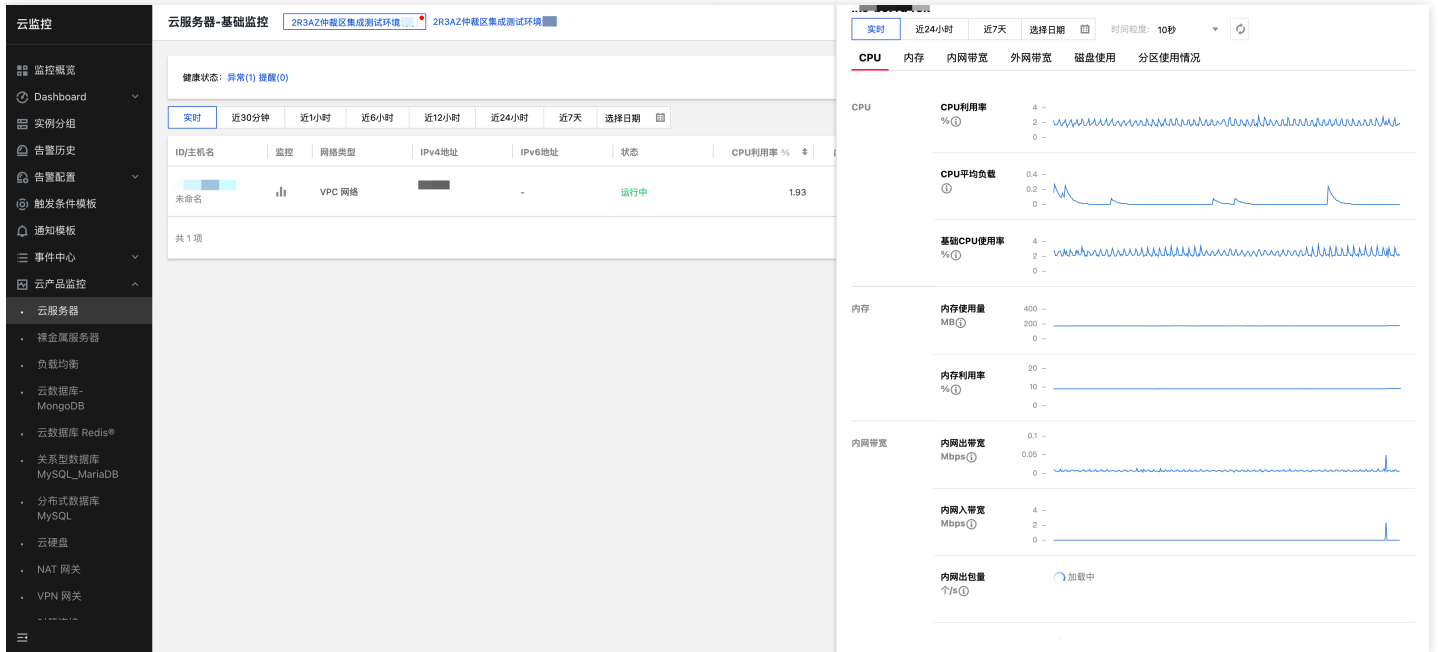 云监控
监控概览
Dashboard
实例分组
告警历史
告警配置
触发条件模板
通知模板
事件中心
云产品监控
云服务器
裸金属服务器
负载均衡
云数据库-
MongoDB
云数据库 Redis®
关系型数据库
MySQL_MariaDB
分布式数据库
MySQL
云硬盘
NAT 网关
VPN 网关
云服务器-基础监控 2R3AZ仲裁区集成测试环境 2R3AZ仲裁区集成测试环境
健康状态: 异常(1) 提醒(0)
实时 近30分钟 近1小时 近6小时 近12小时 近24小时 近7天 选择日期
ID/主机名 监控 网络类型 IPv4地址 IPv6地址 状态 CPU利用率 %
未命名 VPC 网络 - 运行中 1.93
共 1 项
实时 近24小时 近7天 选择日期 时间粒度: 10秒
CPU 内存 内网带宽 外网带宽 磁盘使用 分区使用情况
CPU
CPU利用率
%
4
2
0
CPU平均负载
0.4
0.2
0
基础CPU使用率
%
4
2
0
内存
内存使用量
MB
400
200
0
内存利用率
%
20
10
0
内网带宽
内网出带宽
Mbps
0.1
0.05
0
内网入带宽
Mbps
4
2
0
内网出包量
个/s
加载中